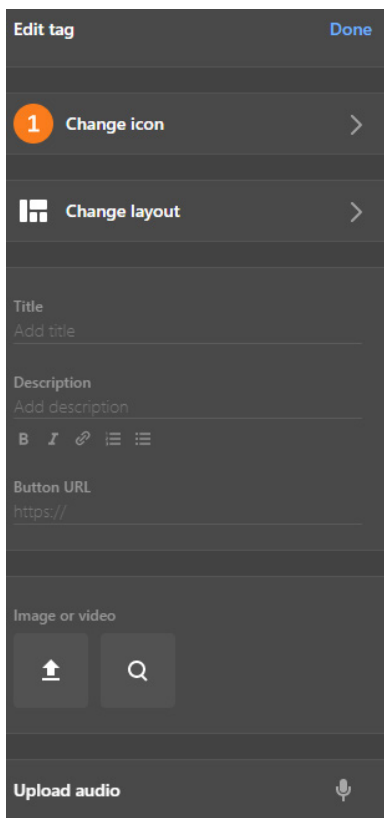 Edit tag Done
1 Change icon
Change layout
Title
Add title
Description
Add description
B I
Button URL
https://
Image or video
Upload audio